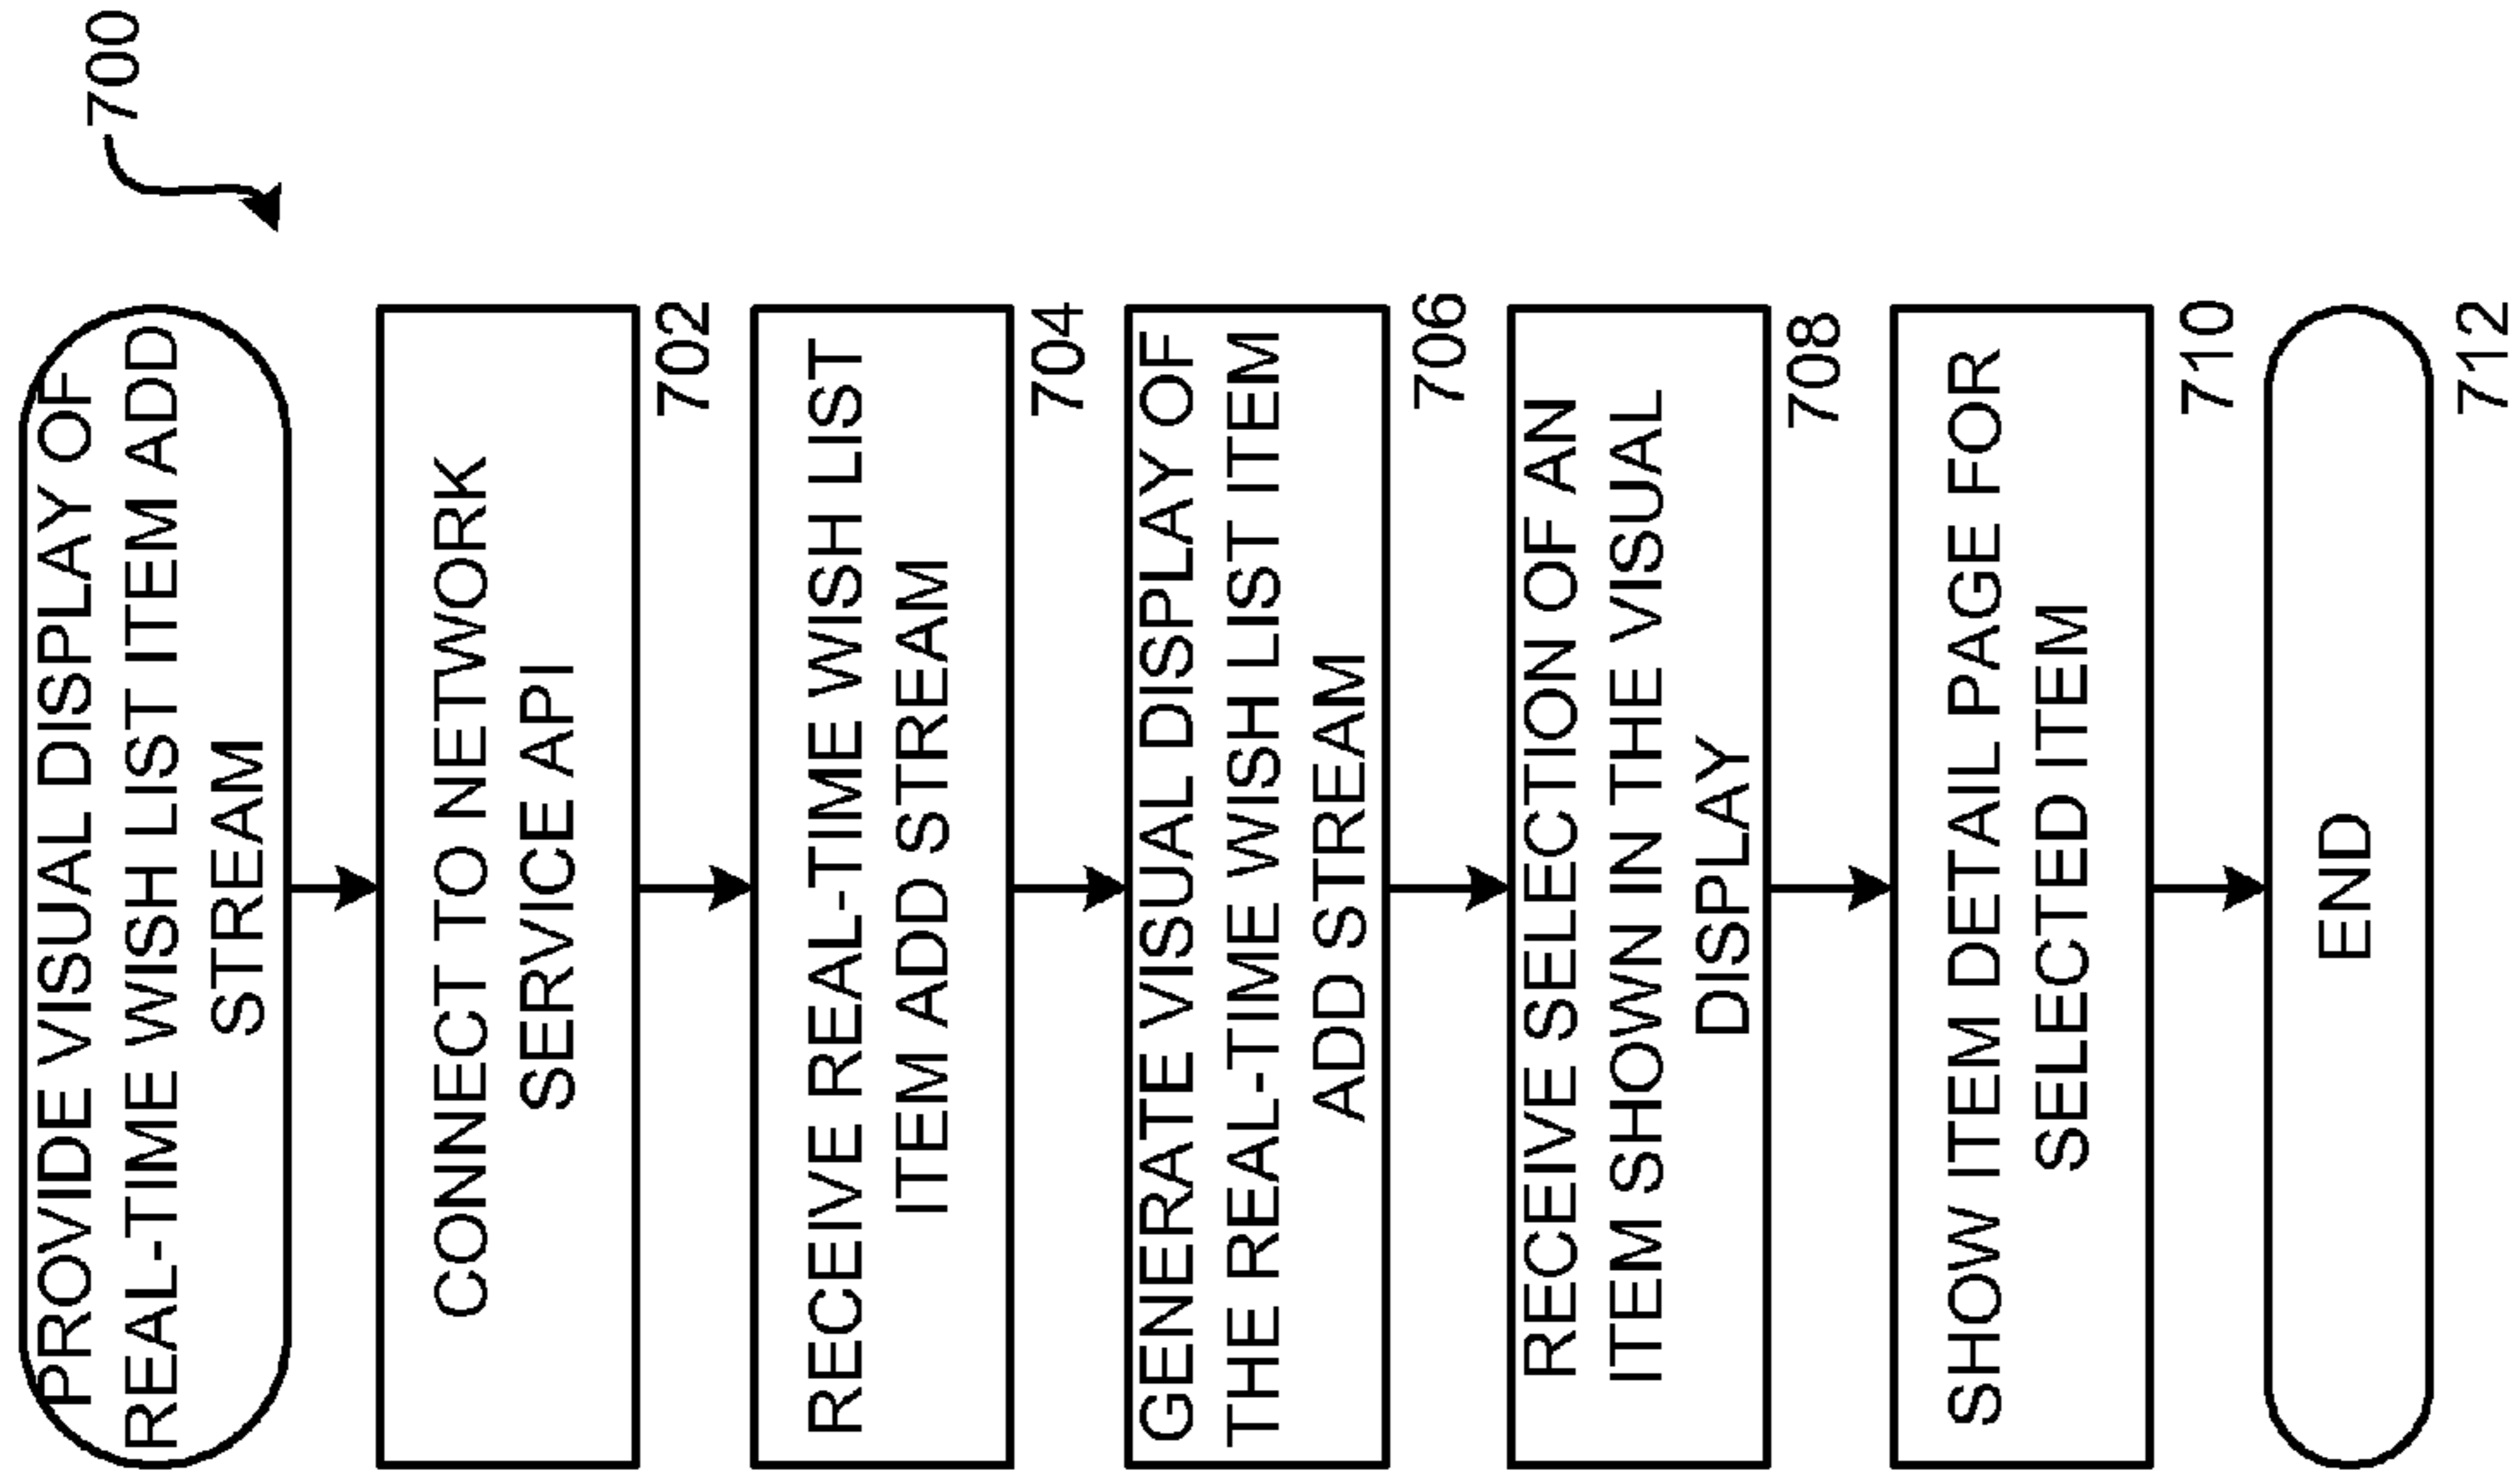 700
PROVIDE VISUAL DISPLAY OF
REAL-TIME WISH LIST ITEM ADD
STREAM
CONNECT TO NETWORK
SERVICE API
702
RECEIVE REAL-TIME WISH LIST
ITEM ADD STREAM
704
GENERATE VISUAL DISPLAY OF
THE REAL-TIME WISH LIST ITEM
ADD STREAM
706
RECEIVE SELECTION OF AN
ITEM SHOWN IN THE VISUAL
DISPLAY
708
SHOW ITEM DETAIL PAGE FOR
SELECTED ITEM
710
END
712